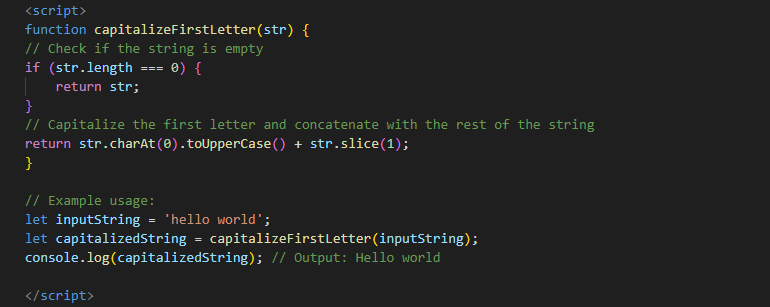 <script>
function capitalizeFirstLetter(str) {
// Check if the string is empty
if (str.length === 0) {
    return str;
}
// Capitalize the first letter and concatenate with the rest of the string
return str.charAt(0).toUpperCase() + str.slice(1);
}

// Example usage:
let inputString = 'hello world';
let capitalizedString = capitalizeFirstLetter(inputString);
console.log(capitalizedString); // Output: Hello world

</script>